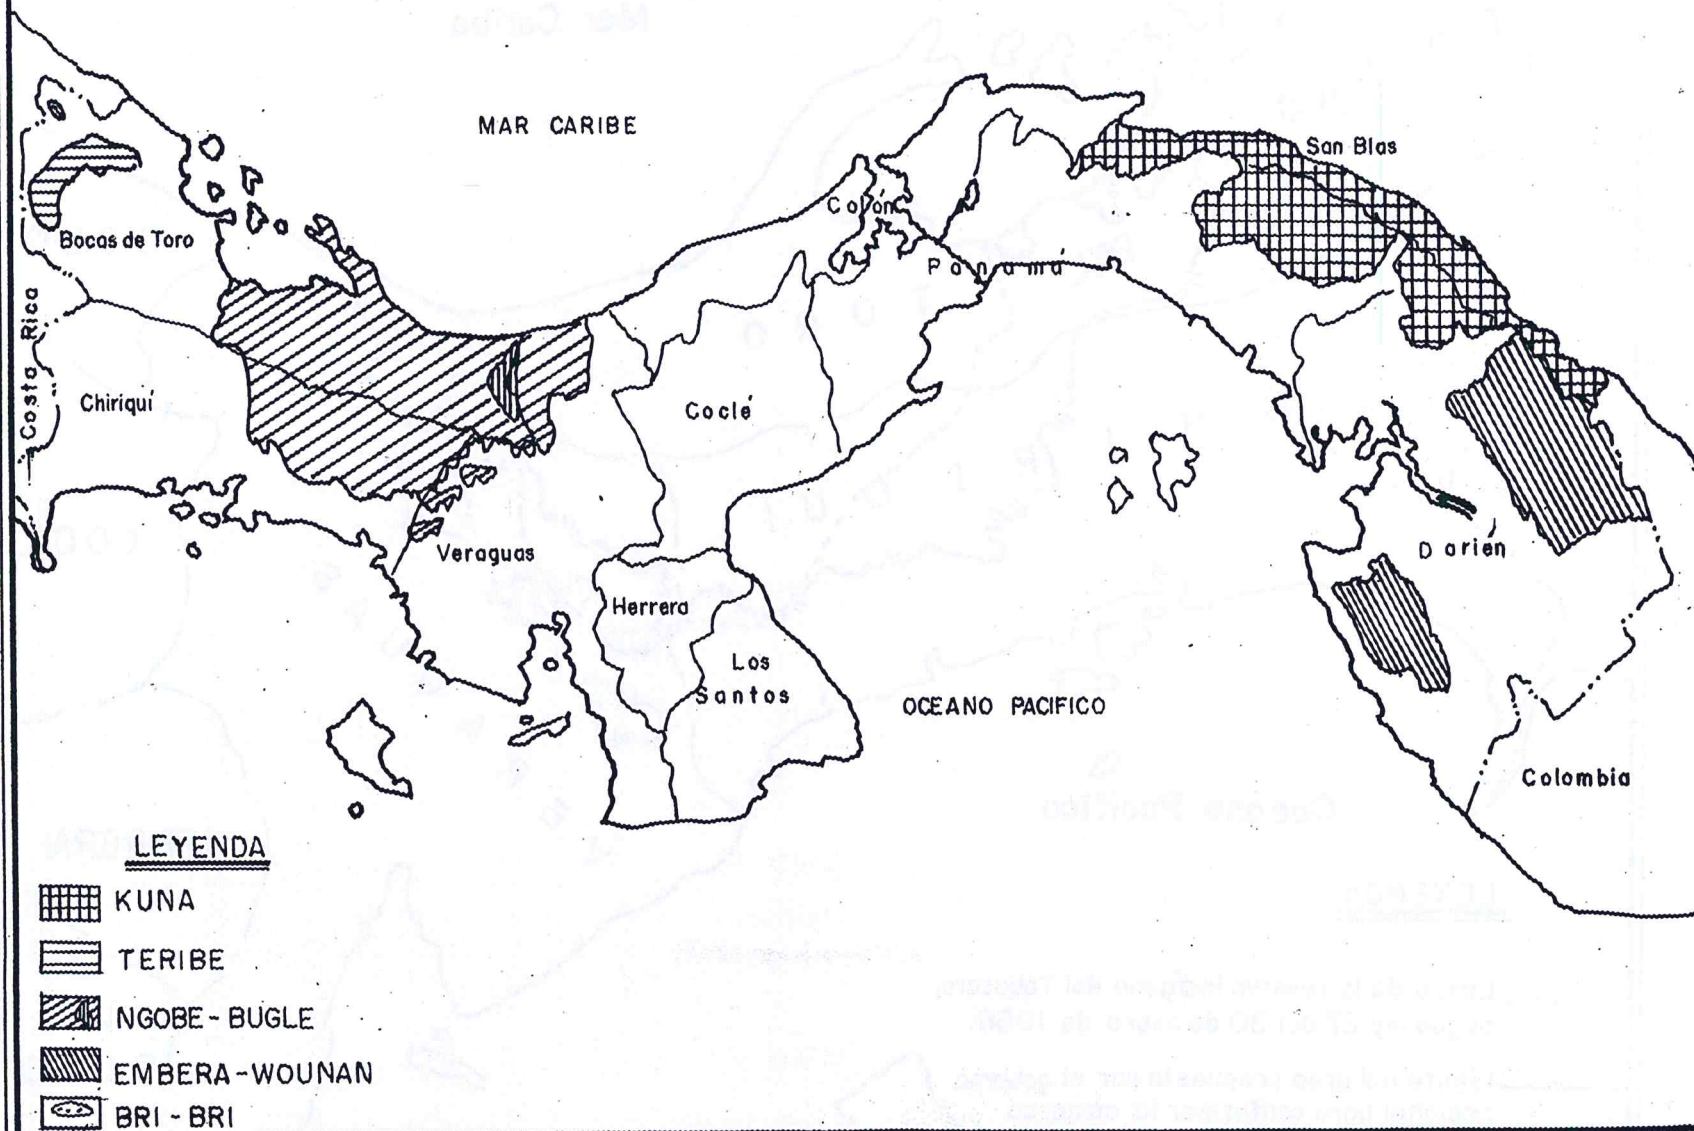 MAR CARIBE
San Blas
Colón
Bocas de Toro
Panamá
Costa Rica
Chiriquí
Coclé
Veraguas
Darién
Herrera
Los
Santos
OCEANO PACIFICO
Colombia
LEYENDA
KUNA
TERIBE
NGOBE-BUGLE
EMBERA-WOUNAN
BRI-BRI